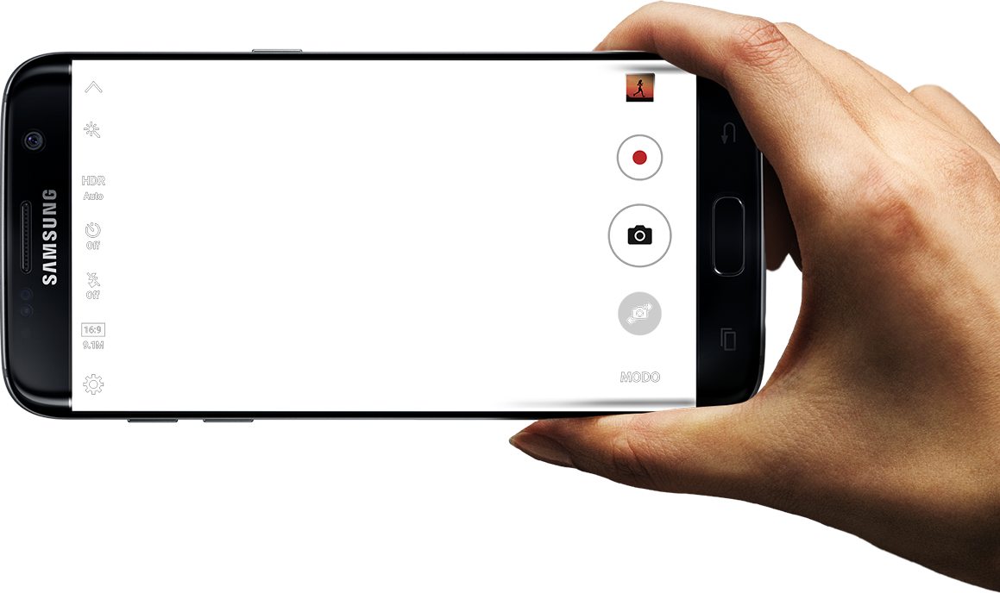 SAMSUNG
HDR
Auto
Off
Off
16:9
9.1M
MODO